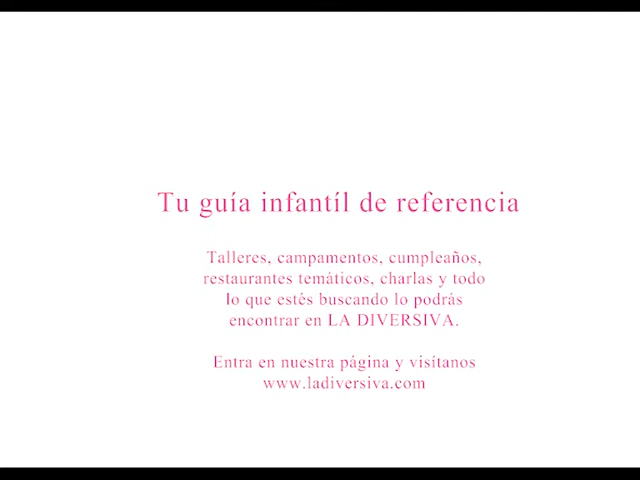 Tu guía infantíl de referencia
Talleres, campamentos, cumpleaños,
restaurantes temáticos, charlas y todo
lo que estés buscando lo podrás
encontrar en LA DIVERSIVA.
Entra en nuestra página y visítanos
www.ladiversiva.com